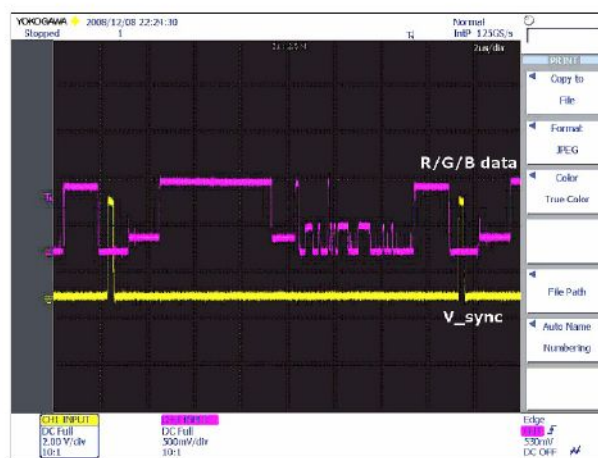 YOKOGAWA 2008/12/08 22:24:30 Normal
Stopped 1 IntP 125GS/s
2us/div
PRINT
Copy to
File
Format
JPEG
Color
True Color
File Path
Auto Name
Numbering
R/G/B data
V_sync
CH1 INPUT
DC Full
2.00 V/div
10:1
DC Full
500mV/div
10:1
Edge
530mV
DC OFF